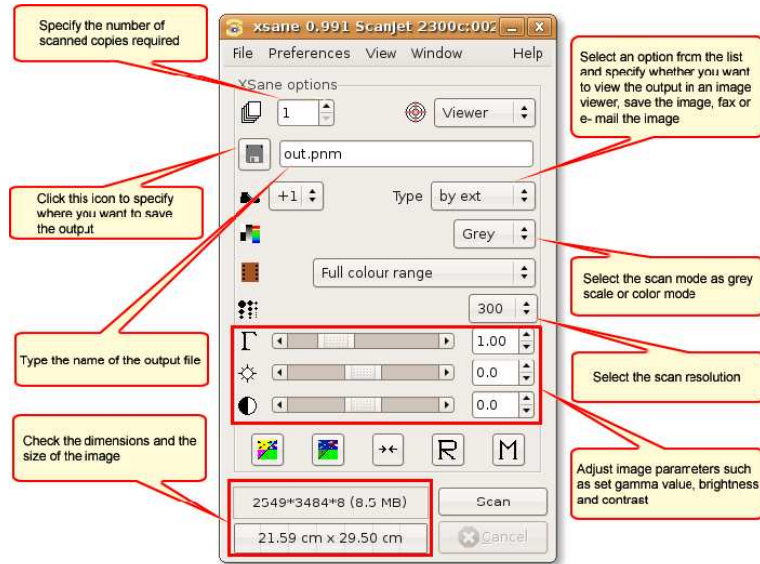 Specify the number of
scanned copies required
xsane 0.991 ScanJet 2300c:002
File Preferences View Window Help
XSane options
1
Viewer
Select an option from the list
and specify whether you want
to view the output in an image
viewer, save the image, fax or
e- mail the image
out.pnm
Click this icon to specify
where you want to save
the output
+1
Type by ext
Grey
Select the scan mode as grey
scale or color mode
Full colour range
300
Type the name of the output file
1.00
0.0
0.0
Select the scan resolution
Check the dimensions and the
size of the image
R
M
Adjust image parameters such
as set gamma value, brightness
and contrast
2549*3484*8 (8.5 MB)
Scan
21.59 cm x 29.50 cm
Cancel